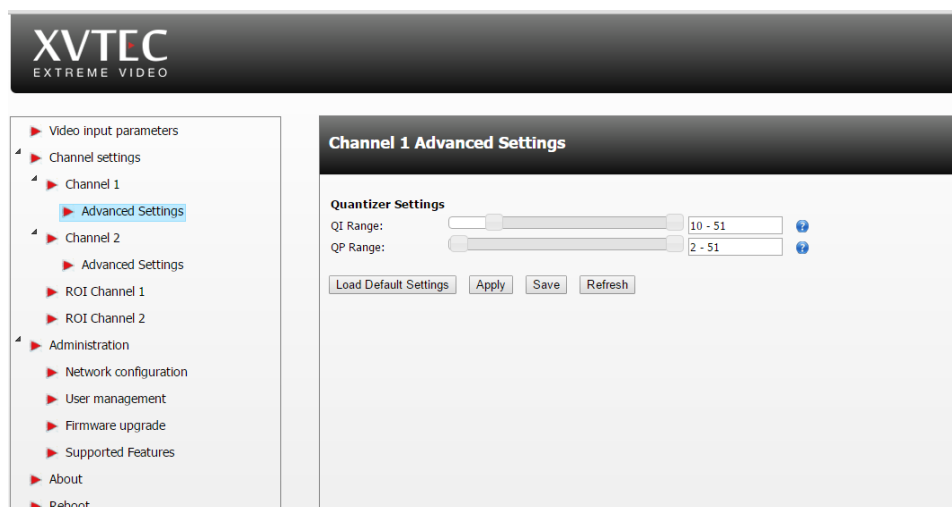 XVTEC
EXTREME VIDEO
Video input parameters
Channel settings
Channel 1
Advanced Settings
Channel 2
Advanced Settings
ROI Channel 1
ROI Channel 2
Administration
Network configuration
User management
Firmware upgrade
Supported Features
About
Reboot
Channel 1 Advanced Settings
Quantizer Settings
QI Range: 10 - 51 ?
QP Range: 2 - 51 ?
Load Default Settings Apply Save Refresh